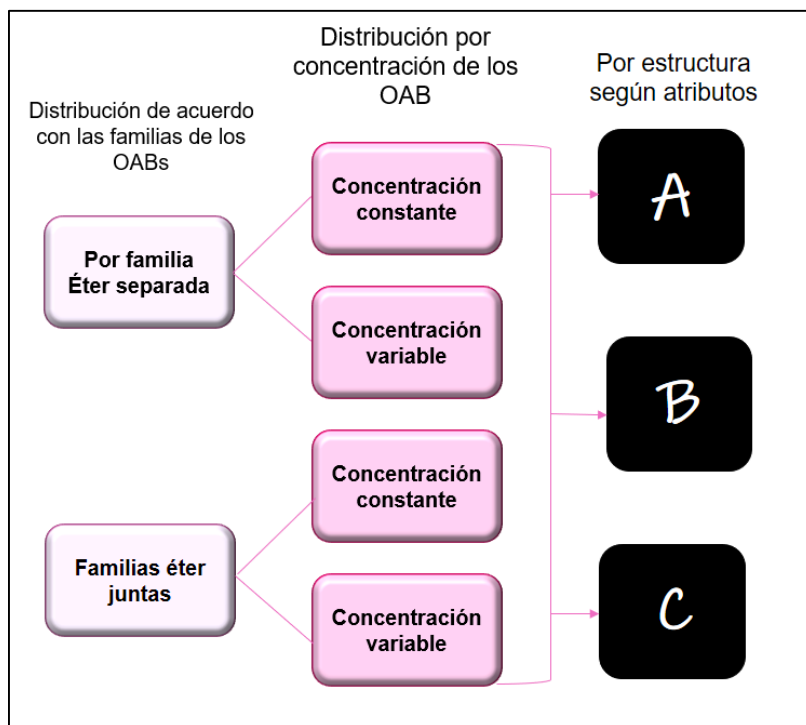 Distribución de acuerdo
con las familias de los
OABs
Distribución por
concentración de los
OAB
Por estructura
según atributos
Por familia
Éter separada
Concentración
constante
Concentración
variable
Familias éter
juntas
Concentración
constante
Concentración
variable
A
B
C